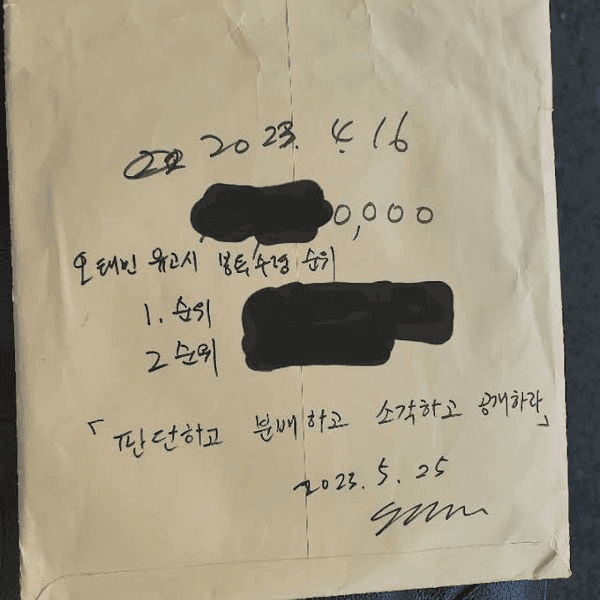 2023. 4. 16
0,000
오태빈 유고시 봉투수령 순위
1. 순위
2 순위
「판단하고 분배하고 소각하고 공개하라」
2023. 5. 25